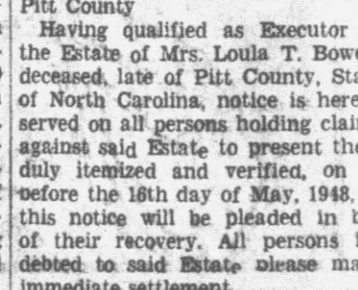 Pitt County
Having qualified as Executor
the Estate of Mrs. Loula T. Bowe
deceased, late of Pitt County, Sta
of North Carolina, notice is here
served on all persons holding clai
against said Estate to present the
duly itemized and verified, on
before the 16th day of May, 1948,
this notice will be pleaded in b
of their recovery. All persons i
debted to said Estate please ma
immediate settlement.